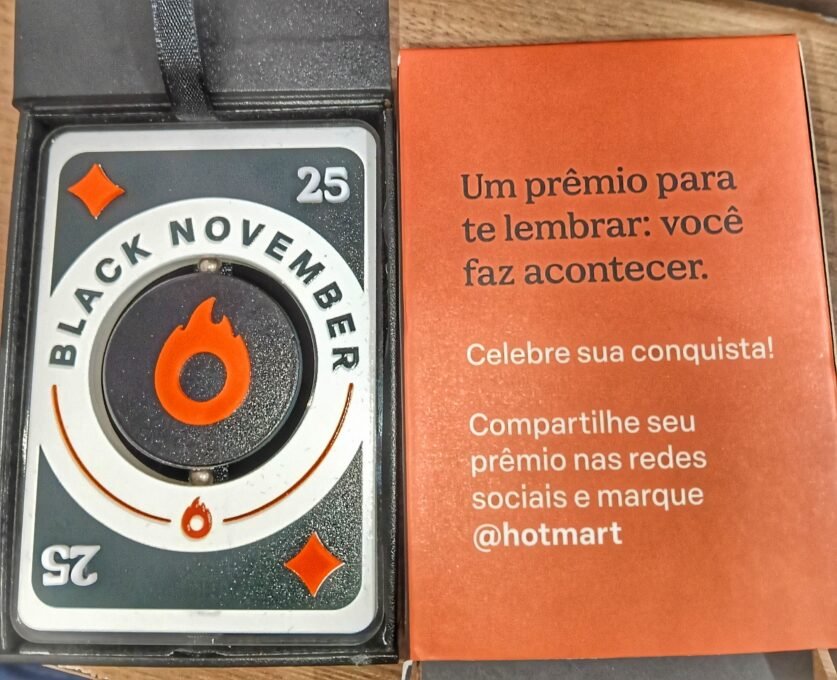 25
BLACK NOVEMBER
25
Um prêmio para
te lembrar: você
faz acontecer.
Celebre sua conquista!
Compartilhe seu
prêmio nas redes
sociais e marque
@hotmart